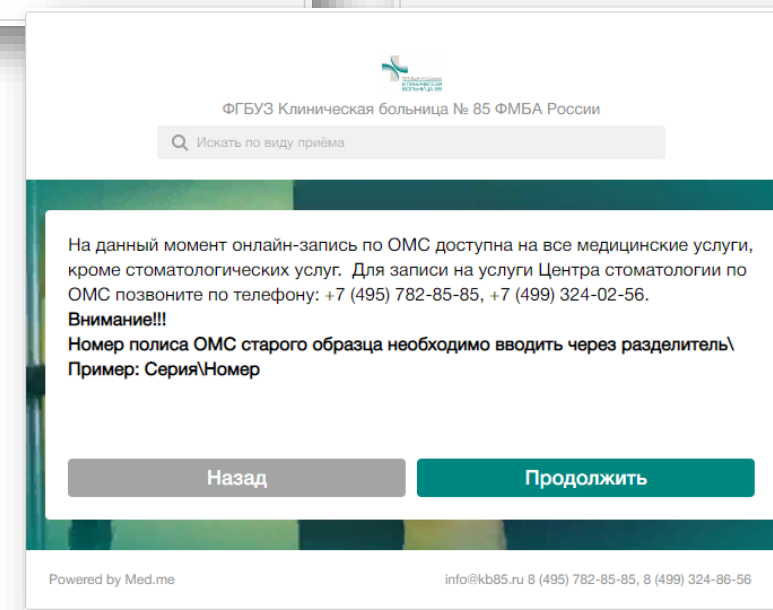 КЛИНИЧЕСКАЯ
БОЛЬНИЦА 85
ФГБУЗ Клиническая больница № 85 ФМБА России
Искать по виду приёма
На данный момент онлайн-запись по ОМС доступна на все медицинские услуги,
кроме стоматологических услуг. Для записи на услуги Центра стоматологии по
ОМС позвоните по телефону: +7 (495) 782-85-85, +7 (499) 324-02-56.
Внимание!!!
Номер полиса ОМС старого образца необходимо вводить через разделитель\
Пример: Серия\Номер
Назад Продолжить
Powered by Med.me info@kb85.ru 8 (495) 782-85-85, 8 (499) 324-86-56